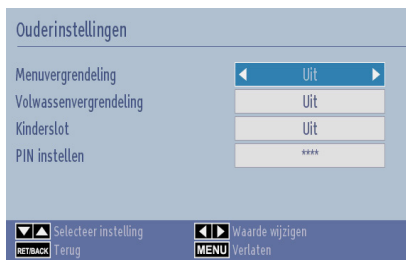 Ouderinstellingen
Menuvergrendeling Uit
Volwassenvergrendeling Uit
Kinderslot Uit
PIN instellen ****
Selecteer instelling Waarde wijzigen
RET/BACK Terug MENU Verlaten